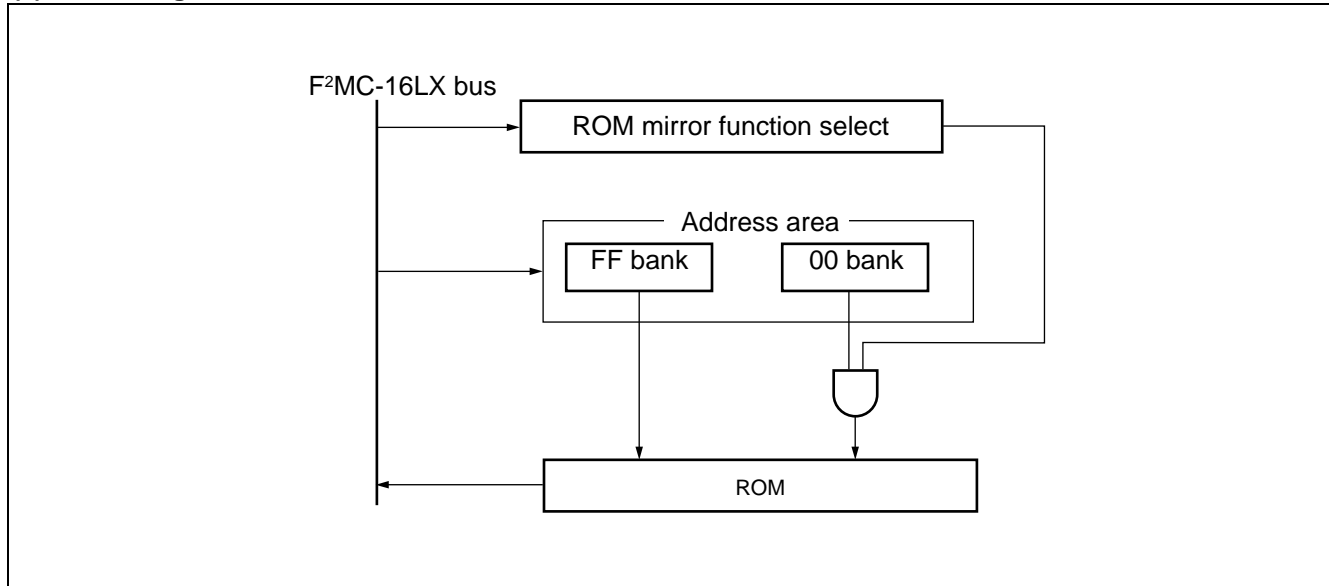 F²MC-16LX bus
ROM mirror function select
Address area
FF bank
00 bank
ROM